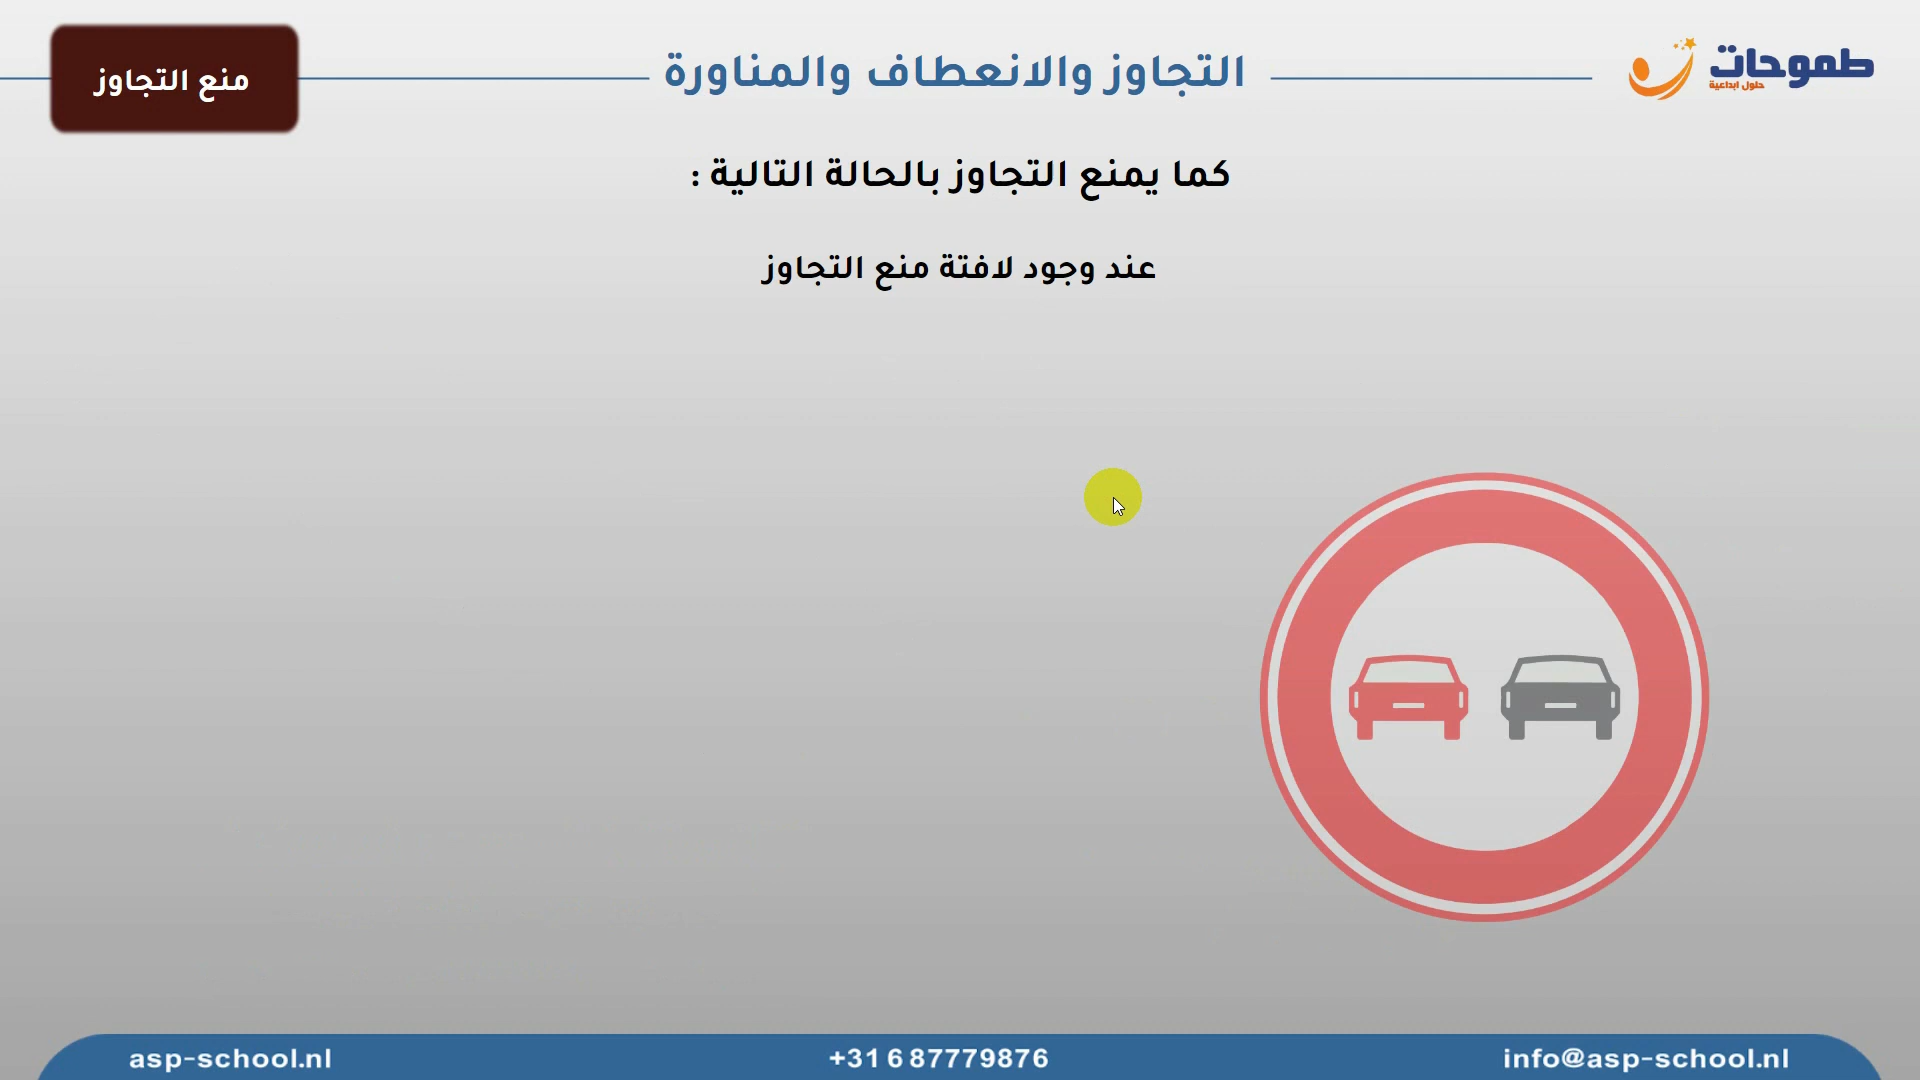 منع التجاوز
التجاوز والانعطاف والمناورة
طموحات
حلول ابداعية
كما يمنع التجاوز بالحالة التالية :
عند وجود لافتة منع التجاوز
asp-school.nl
+31 6 87779876
info@asp-school.nl